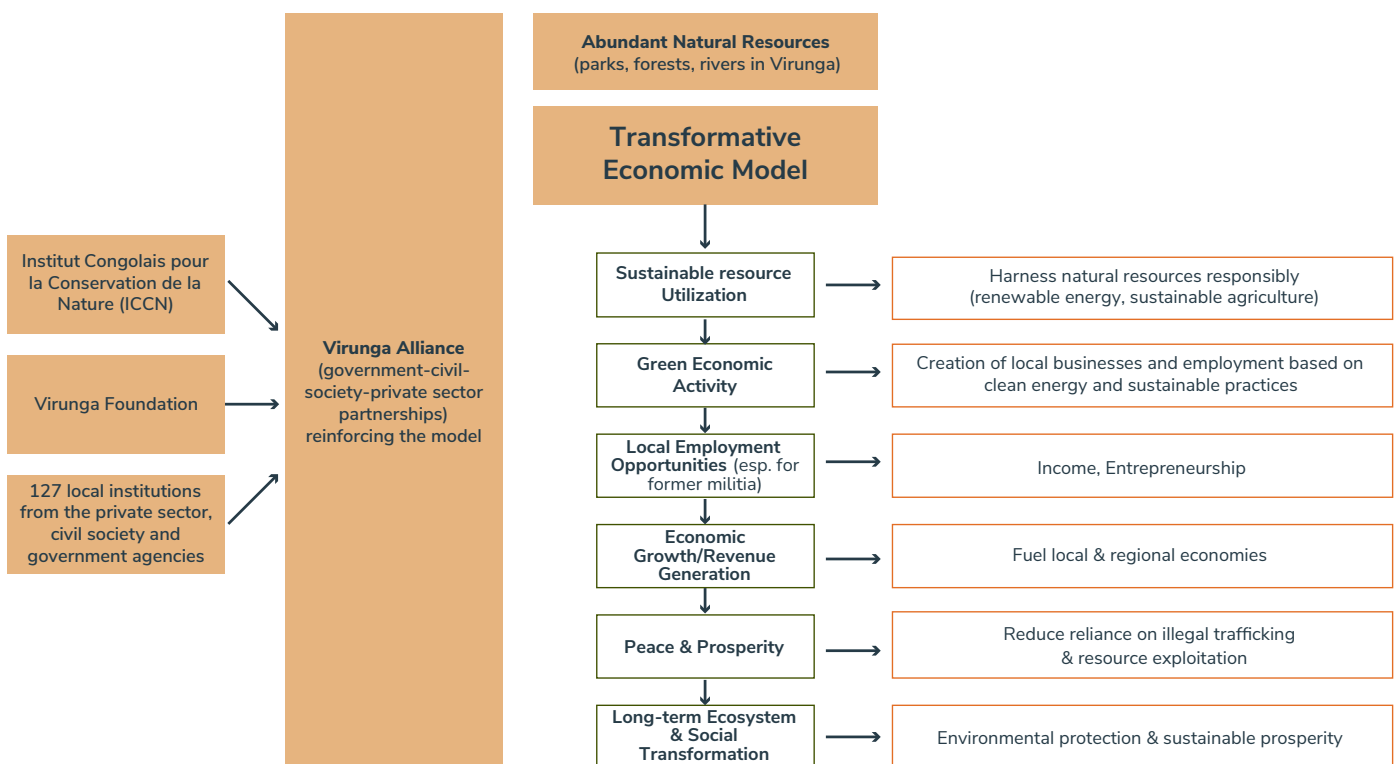 Institut Congolais pour
la Conservation de la
Nature (ICCN)
Virunga Foundation
127 local institutions
from the private sector,
civil society and
government agencies
Virunga Alliance
(government-civil-
society-private sector
partnerships)
reinforcing the model
Abundant Natural Resources
(parks, forests, rivers in Virunga)
Transformative
Economic Model
Sustainable resource
Utilization
Harness natural resources responsibly
(renewable energy, sustainable agriculture)
Green Economic
Activity
Creation of local businesses and employment based on
clean energy and sustainable practices
Local Employment
Opportunities (esp. for
former militia)
Income, Entrepreneurship
Economic
Growth/Revenue
Generation
Fuel local & regional economies
Peace & Prosperity
Reduce reliance on illegal trafficking
& resource exploitation
Long-term Ecosystem
& Social
Transformation
Environmental protection & sustainable prosperity